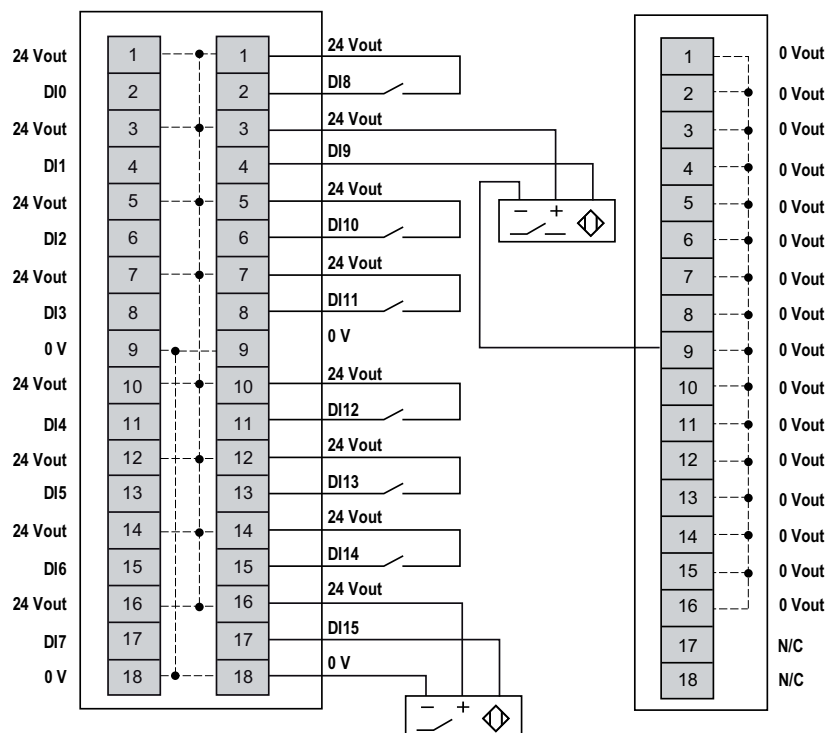 24 Vout 1 1 24 Vout
DI0 2 2 DI8
24 Vout 3 3 24 Vout
DI1 4 4 DI9
24 Vout 5 5 24 Vout
DI2 6 6 DI10
24 Vout 7 7 24 Vout
DI3 8 8 DI11
0 V 9 9 0 V
24 Vout 10 10 24 Vout
DI4 11 11 DI12
24 Vout 12 12 24 Vout
DI5 13 13 DI13
24 Vout 14 14 24 Vout
DI6 15 15 DI14
24 Vout 16 16 24 Vout
DI7 17 17 DI15
0 V 18 18 0 V
− +
− +
1 0 Vout
2 0 Vout
3 0 Vout
4 0 Vout
5 0 Vout
6 0 Vout
7 0 Vout
8 0 Vout
9 0 Vout
10 0 Vout
11 0 Vout
12 0 Vout
13 0 Vout
14 0 Vout
15 0 Vout
16 0 Vout
17 N/C
18 N/C